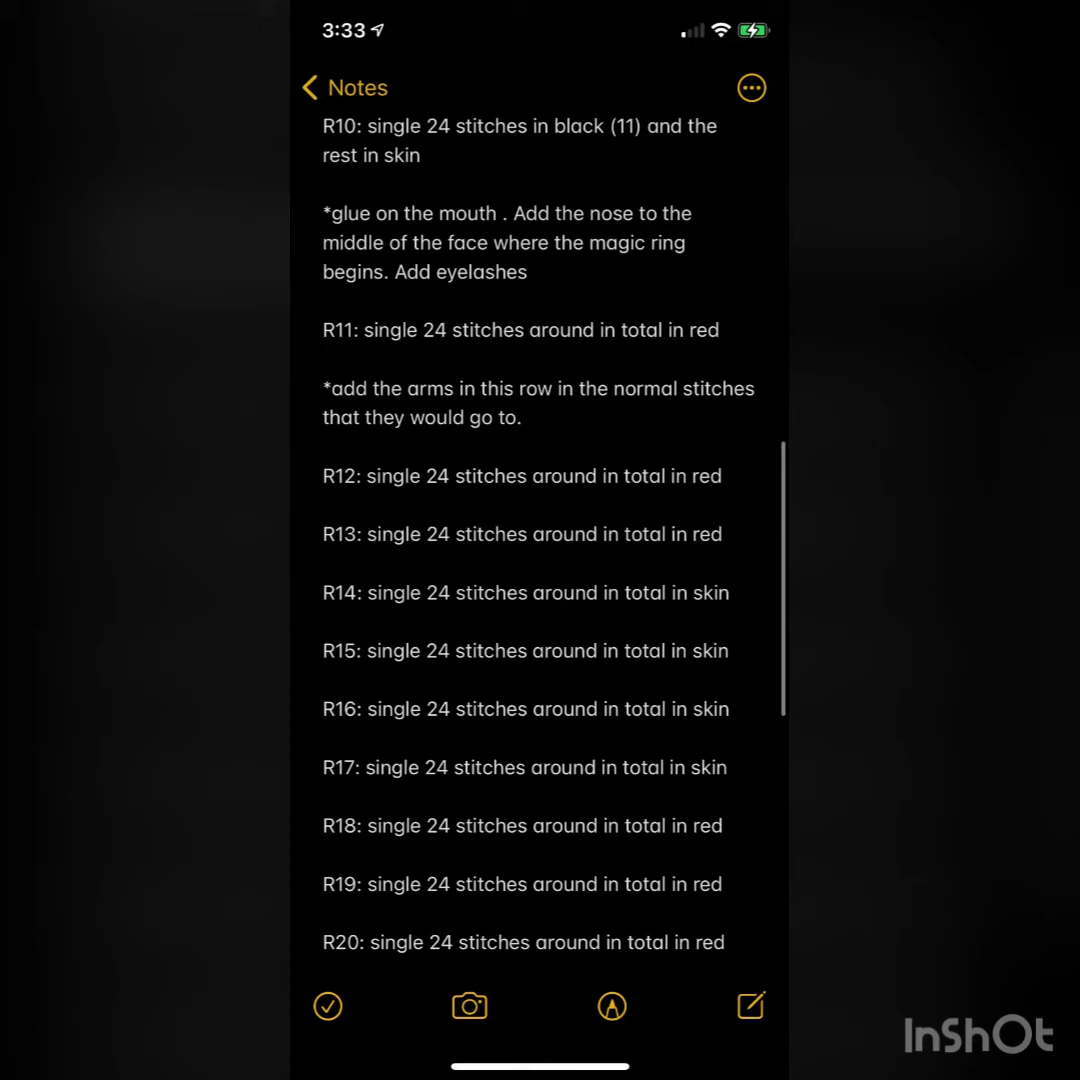 3:33
Notes
R10: single 24 stitches in black (11) and the
rest in skin
*glue on the mouth . Add the nose to the
middle of the face where the magic ring
begins. Add eyelashes
R11: single 24 stitches around in total in red
*add the arms in this row in the normal stitches
that they would go to.
R12: single 24 stitches around in total in red
R13: single 24 stitches around in total in red
R14: single 24 stitches around in total in skin
R15: single 24 stitches around in total in skin
R16: single 24 stitches around in total in skin
R17: single 24 stitches around in total in skin
R18: single 24 stitches around in total in red
R19: single 24 stitches around in total in red
R20: single 24 stitches around in total in red
InShOt